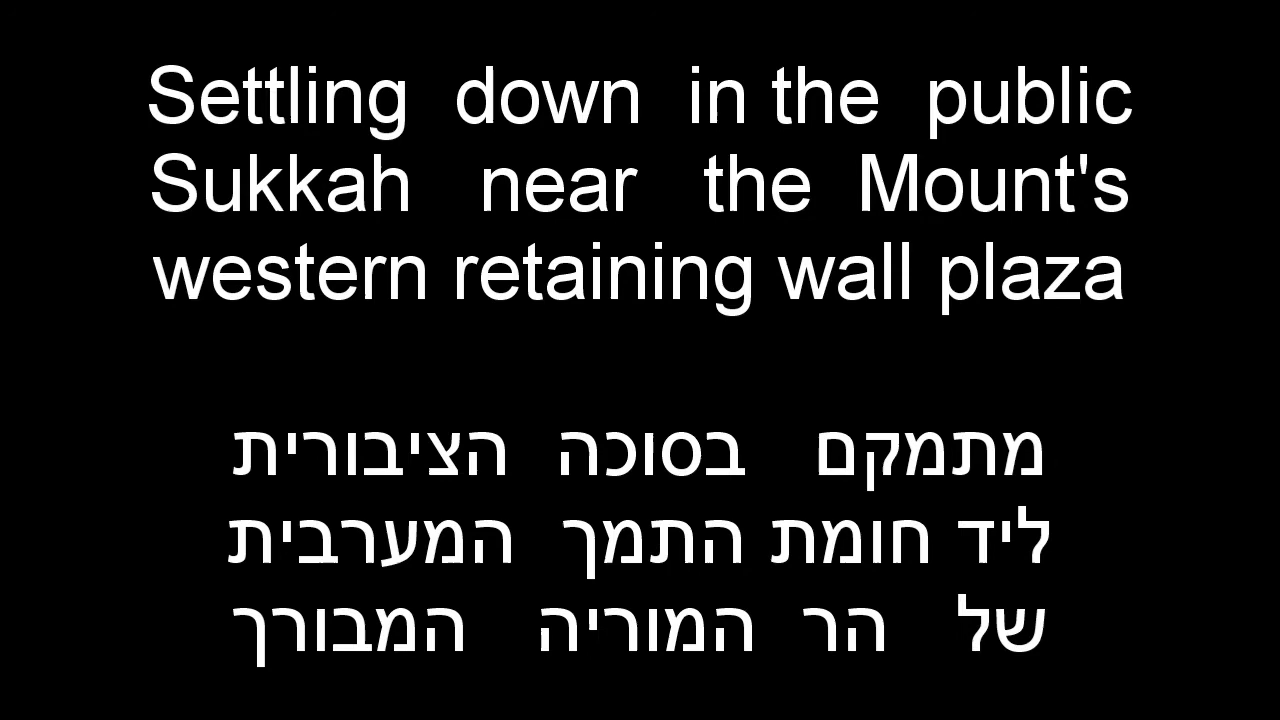 Settling down in the public
Sukkah near the Mount's
western retaining wall plaza
מתמקם בסוכה הציבורית
ליד חומת התמך המערבית
של הר המוריה המבורך